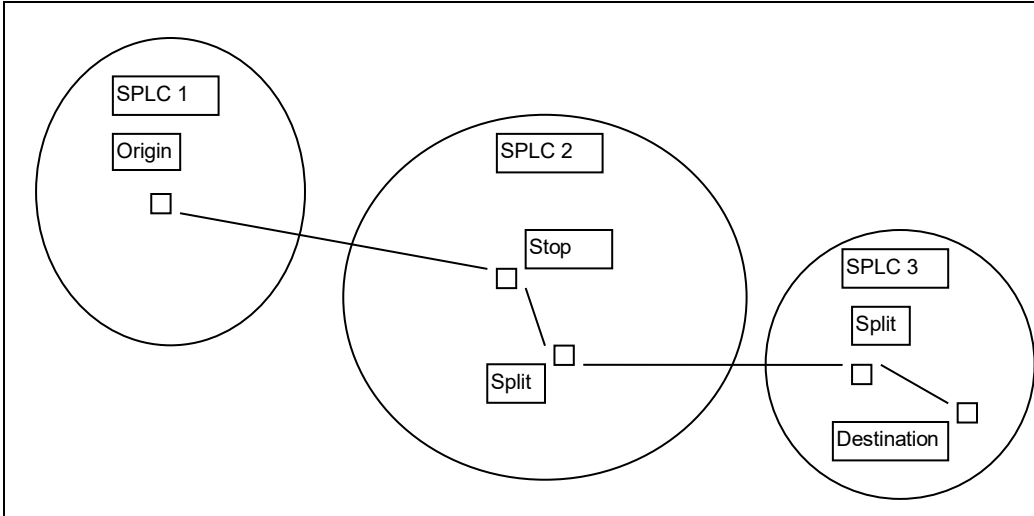 SPLC 1
Origin
SPLC 2
Stop
Split
SPLC 3
Split
Destination